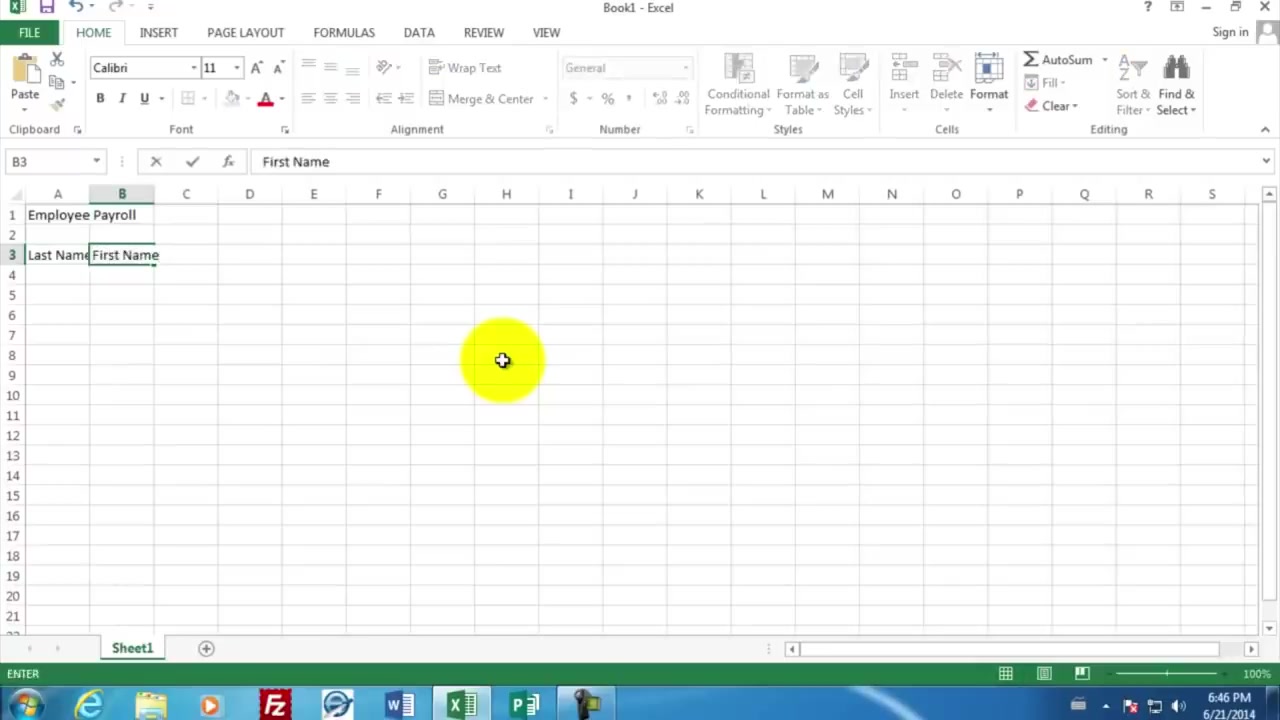 Book1 - Excel
?
FILE HOME INSERT PAGE LAYOUT FORMULAS DATA REVIEW VIEW Sign in
Paste
Clipboard
Calibri 11
B I U A
Font
Wrap Text
Merge & Center
Alignment
General
$ % ,
Number
Conditional Formatting
Format as Table
Cell Styles
Styles
Insert Delete Format
Cells
AutoSum
Fill
Clear
Sort & Filter
Find & Select
Editing
B3 fx First Name
A B C D E F G H I J K L M N O P Q R S
1 Employee Payroll
2
3 Last Name First Name
4
5
6
7
8
9
10
11
12
13
14
15
16
17
18
19
20
21
Sheet1
ENTER 100%
6:46 PM
6/21/2014